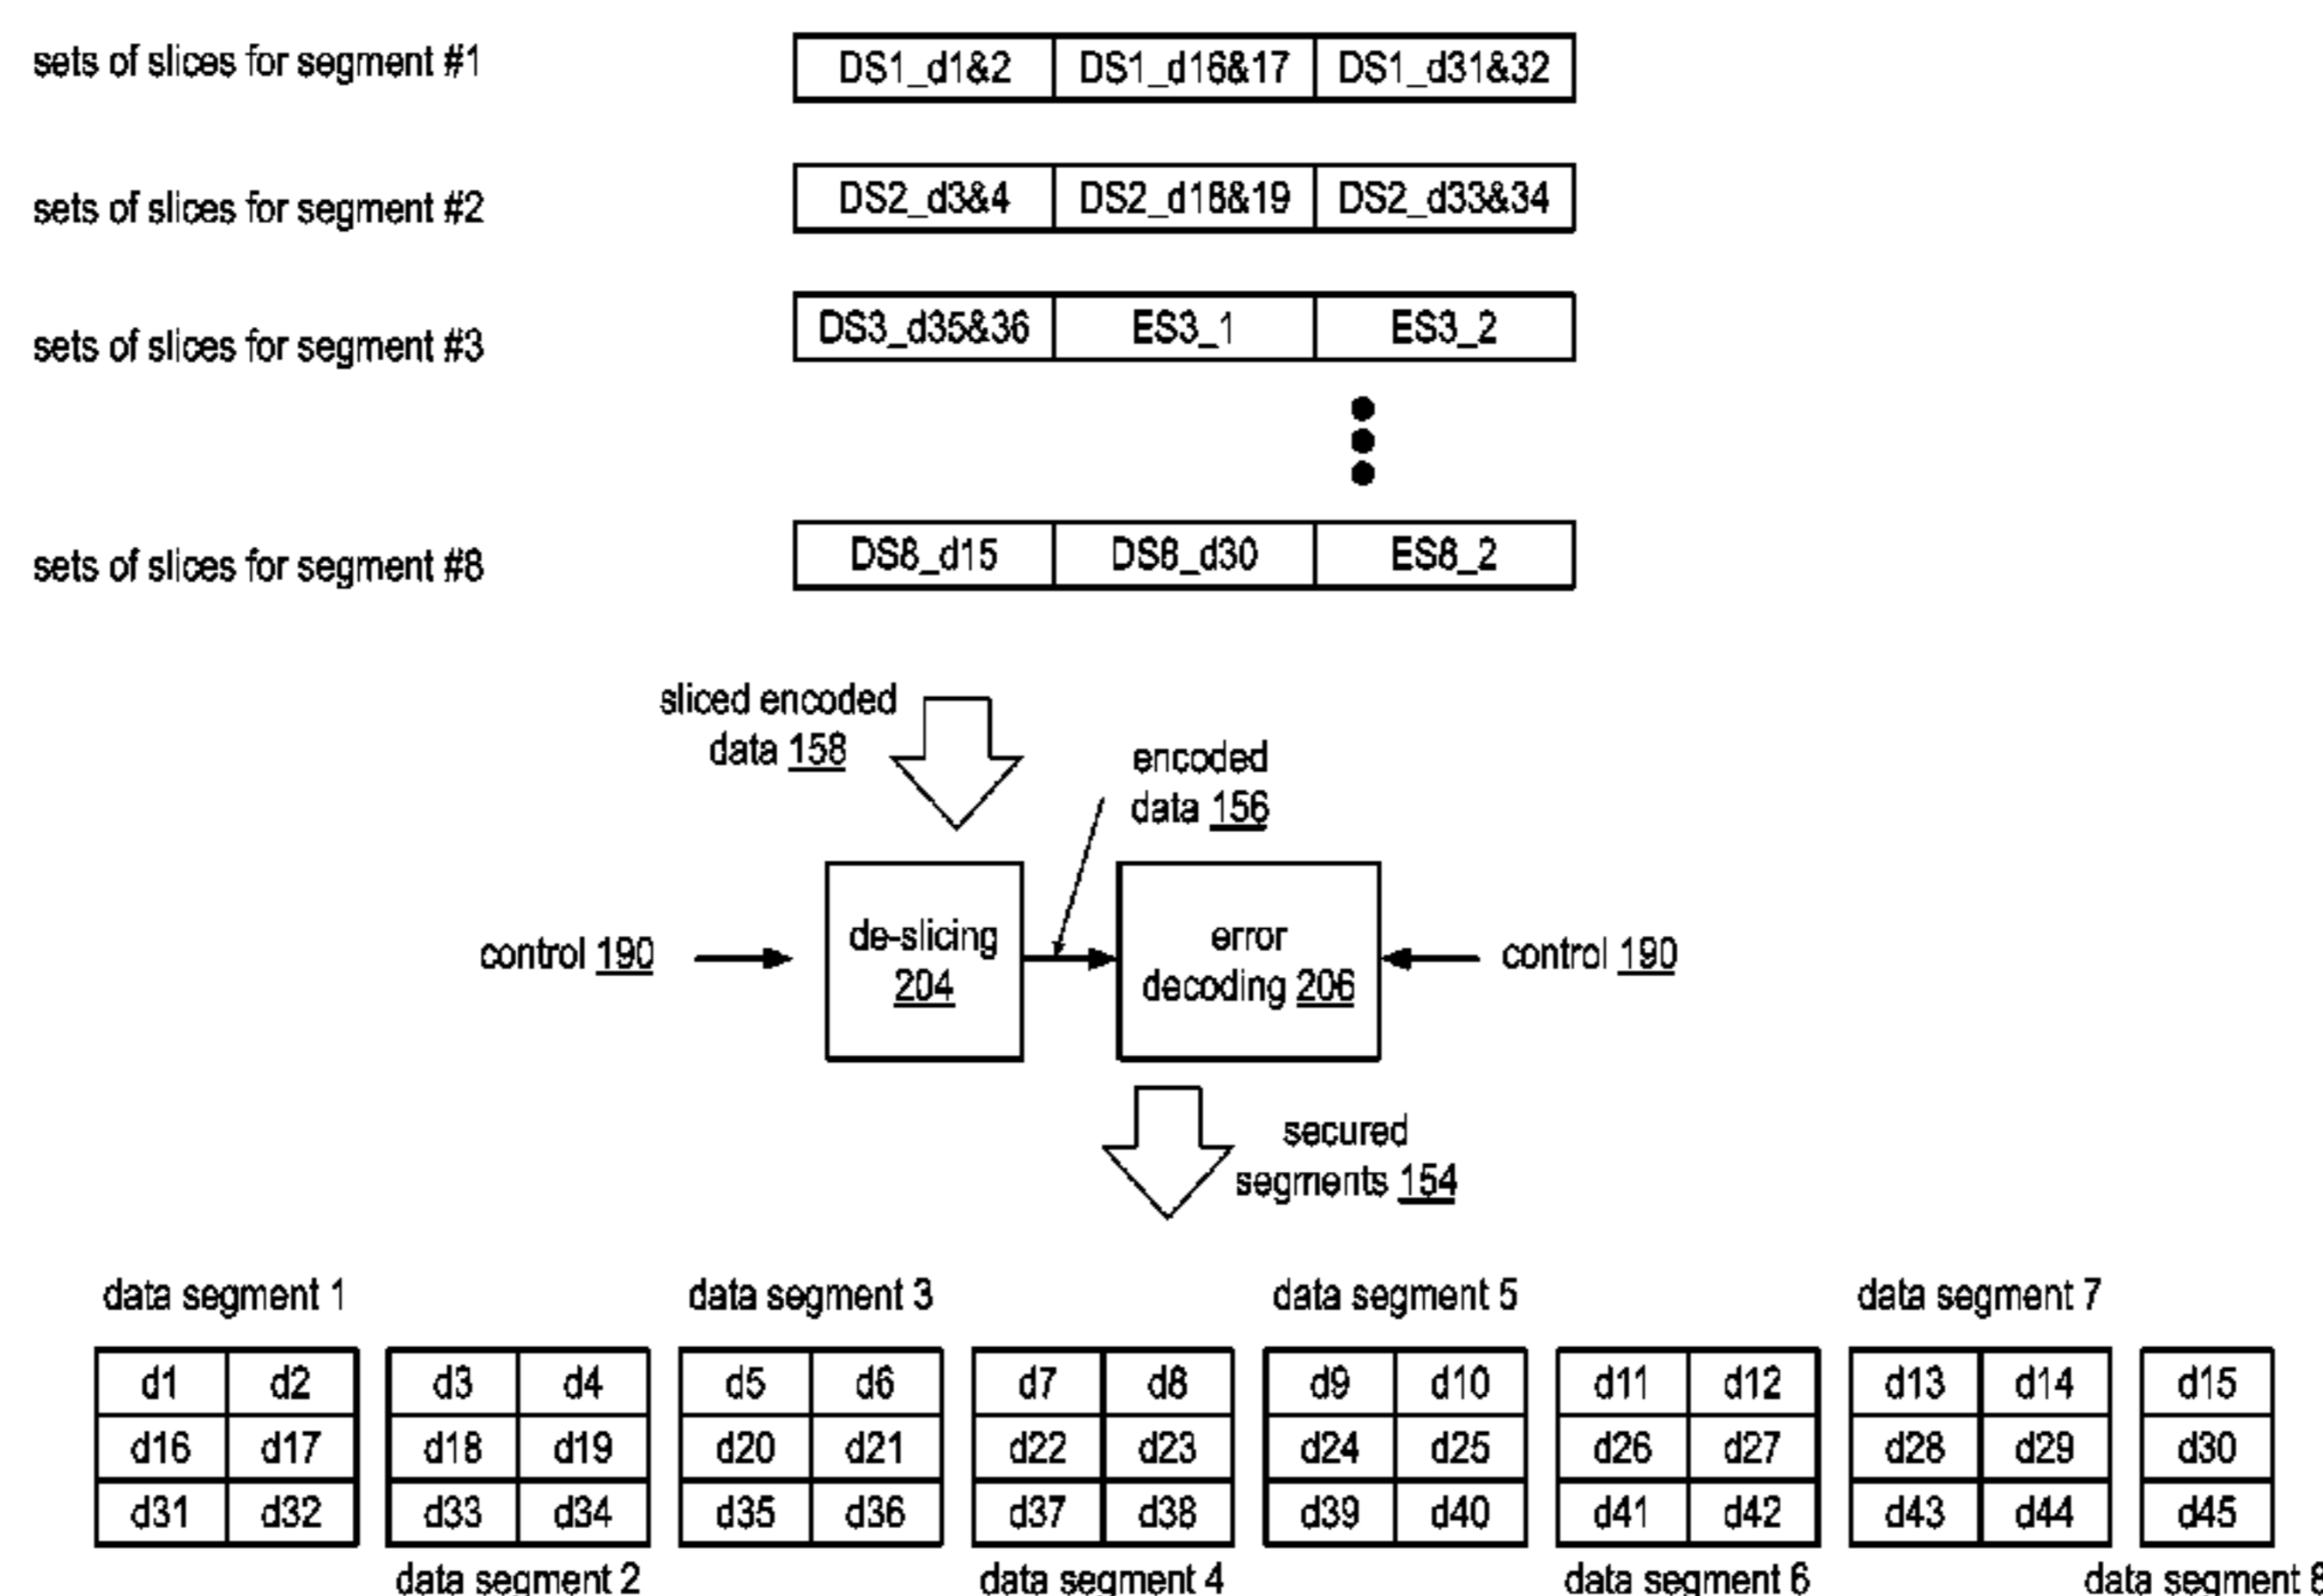 sets of slices for segment #1
DS1_d1&2 DS1_d16&17 DS1_d31&32
sets of slices for segment #2
DS2_d3&4 DS2_d18&19 DS2_d33&34
sets of slices for segment #3
DS3_d35&36 ES3_1 ES3_2
sets of slices for segment #8
DS8_d15 DS8_d30 ES8_2
sliced encoded
data 158
encoded
data 156
control 190
de-slicing
204
error
decoding 206
control 190
secured
segments 154
data segment 1 data segment 3 data segment 5 data segment 7
d1 d2 d3 d4 d5 d6 d7 d8 d9 d10 d11 d12 d13 d14 d15
d16 d17 d18 d19 d20 d21 d22 d23 d24 d25 d26 d27 d28 d29 d30
d31 d32 d33 d34 d35 d36 d37 d38 d39 d40 d41 d42 d43 d44 d45
data segment 2 data segment 4 data segment 6 data segment